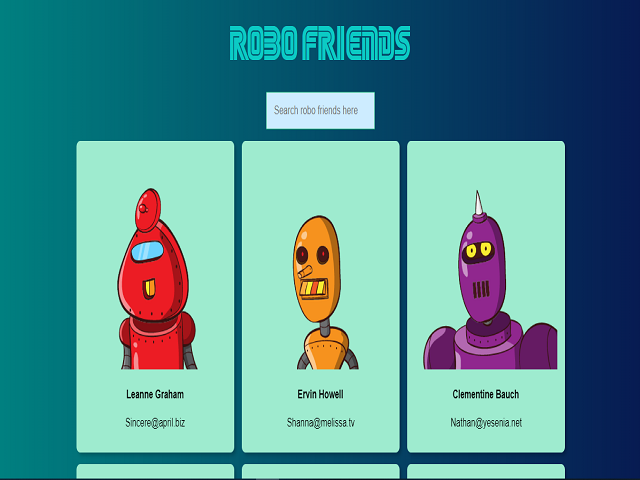 ROBO FRIENDS
Search robo friends here
Leanne Graham
Sincere@april.biz
Ervin Howell
Shanna@melissa.tv
Clementine Bauch
Nathan@yesenia.net